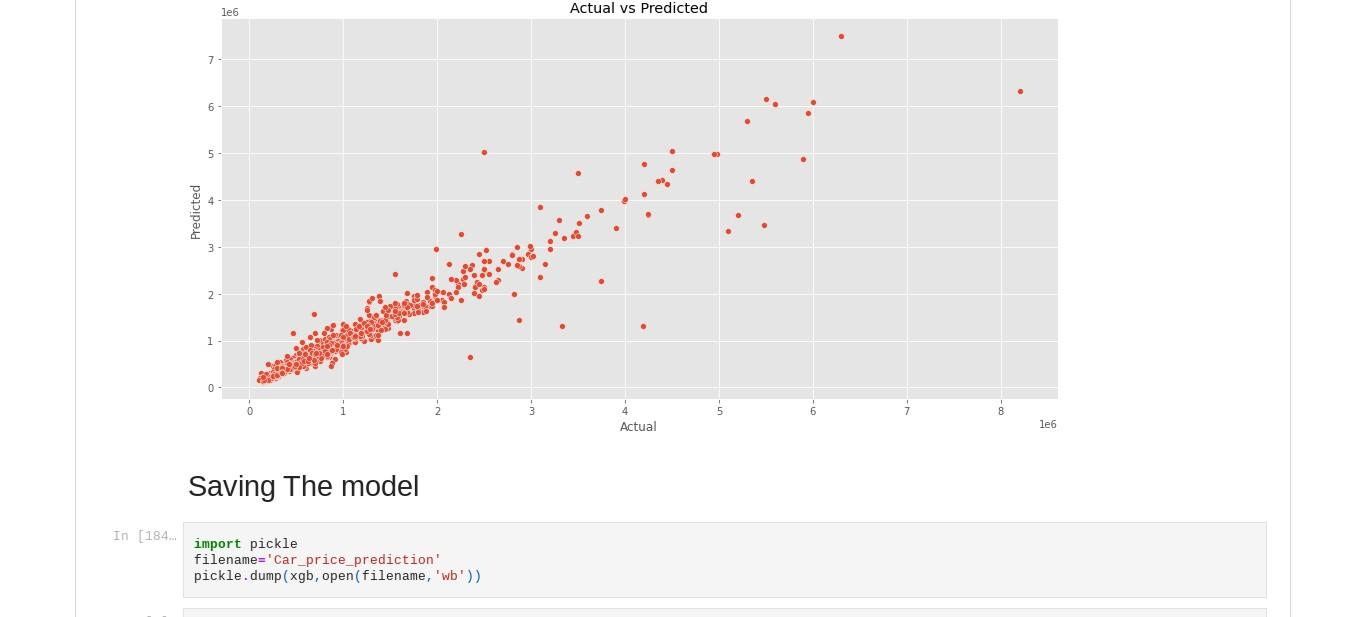 Actual vs Predicted
1e6
7
6
5
4
3
2
1
0
Predicted
0 1 2 3 4 5 6 7 8
Actual
1e6
Saving The model
In [184…
import pickle
filename='Car_price_prediction'
pickle.dump(xgb,open(filename,'wb'))